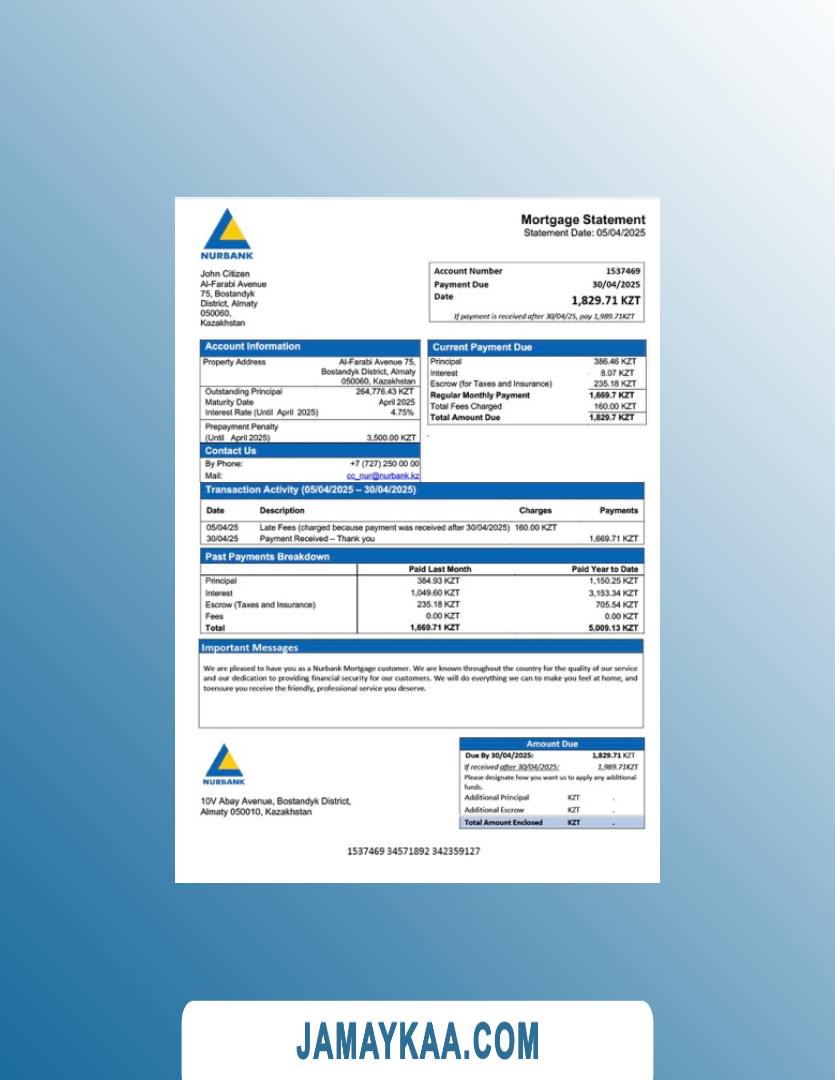 NURBANK
Mortgage Statement
Statement Date: 05/04/2025
John Citizen
Al-Farabi Avenue
75, Bostandyk
District, Almaty
050060,
Kazakhstan
Account Number 1537469
Payment Due 30/04/2025
Date 1,829.71 KZT
If payment is received after 30/04/25, pay 1,989.71KZT
Account Information
Property Address Al-Farabi Avenue 75,
Bostandyk District, Almaty
050060, Kazakhstan
Outstanding Principal 264,776.43 KZT
Maturity Date April 2025
Interest Rate (Until April 2025) 4.75%
Prepayment Penalty
(Until April 2025) 3,500.00 KZT
Contact Us
By Phone: +7 (727) 250 00 00
Mail: cc_nur@nurbank.kz
Current Payment Due
Principal 386.46 KZT
Interest 8.07 KZT
Escrow (for Taxes and Insurance) 235.18 KZT
Regular Monthly Payment 1,669.7 KZT
Total Fees Charged 160.00 KZT
Total Amount Due 1,829.7 KZT
Transaction Activity (05/04/2025 – 30/04/2025)
Date Description Charges Payments
05/04/25 Late Fees (charged because payment was received after 30/04/2025) 160.00 KZT
30/04/25 Payment Received – Thank you 1,669.71 KZT
Past Payments Breakdown
Paid Last Month Paid Year to Date
Principal 384.93 KZT 1,150.25 KZT
Interest 1,049.60 KZT 3,153.34 KZT
Escrow (Taxes and Insurance) 235.18 KZT 705.54 KZT
Fees 0.00 KZT 0.00 KZT
Total 1,669.71 KZT 5,009.13 KZT
Important Messages
We are pleased to have you as a Nurbank Mortgage customer. We are known throughout the country for the quality of our service
and our dedication to providing financial security for our customers. We will do everything we can to make you feel at home, and
toensure you receive the friendly, professional service you deserve.
NURBANK
10V Abay Avenue, Bostandyk District,
Almaty 050010, Kazakhstan
Amount Due
Due By 30/04/2025: 1,829.71 KZT
If received after 30/04/2025: 1,989.71KZT
Please designate how you want us to apply any additional
funds.
Additional Principal KZT .
Additional Escrow KZT .
Total Amount Enclosed KZT .
1537469 34571892 342359127
JAMAYKAA.COM